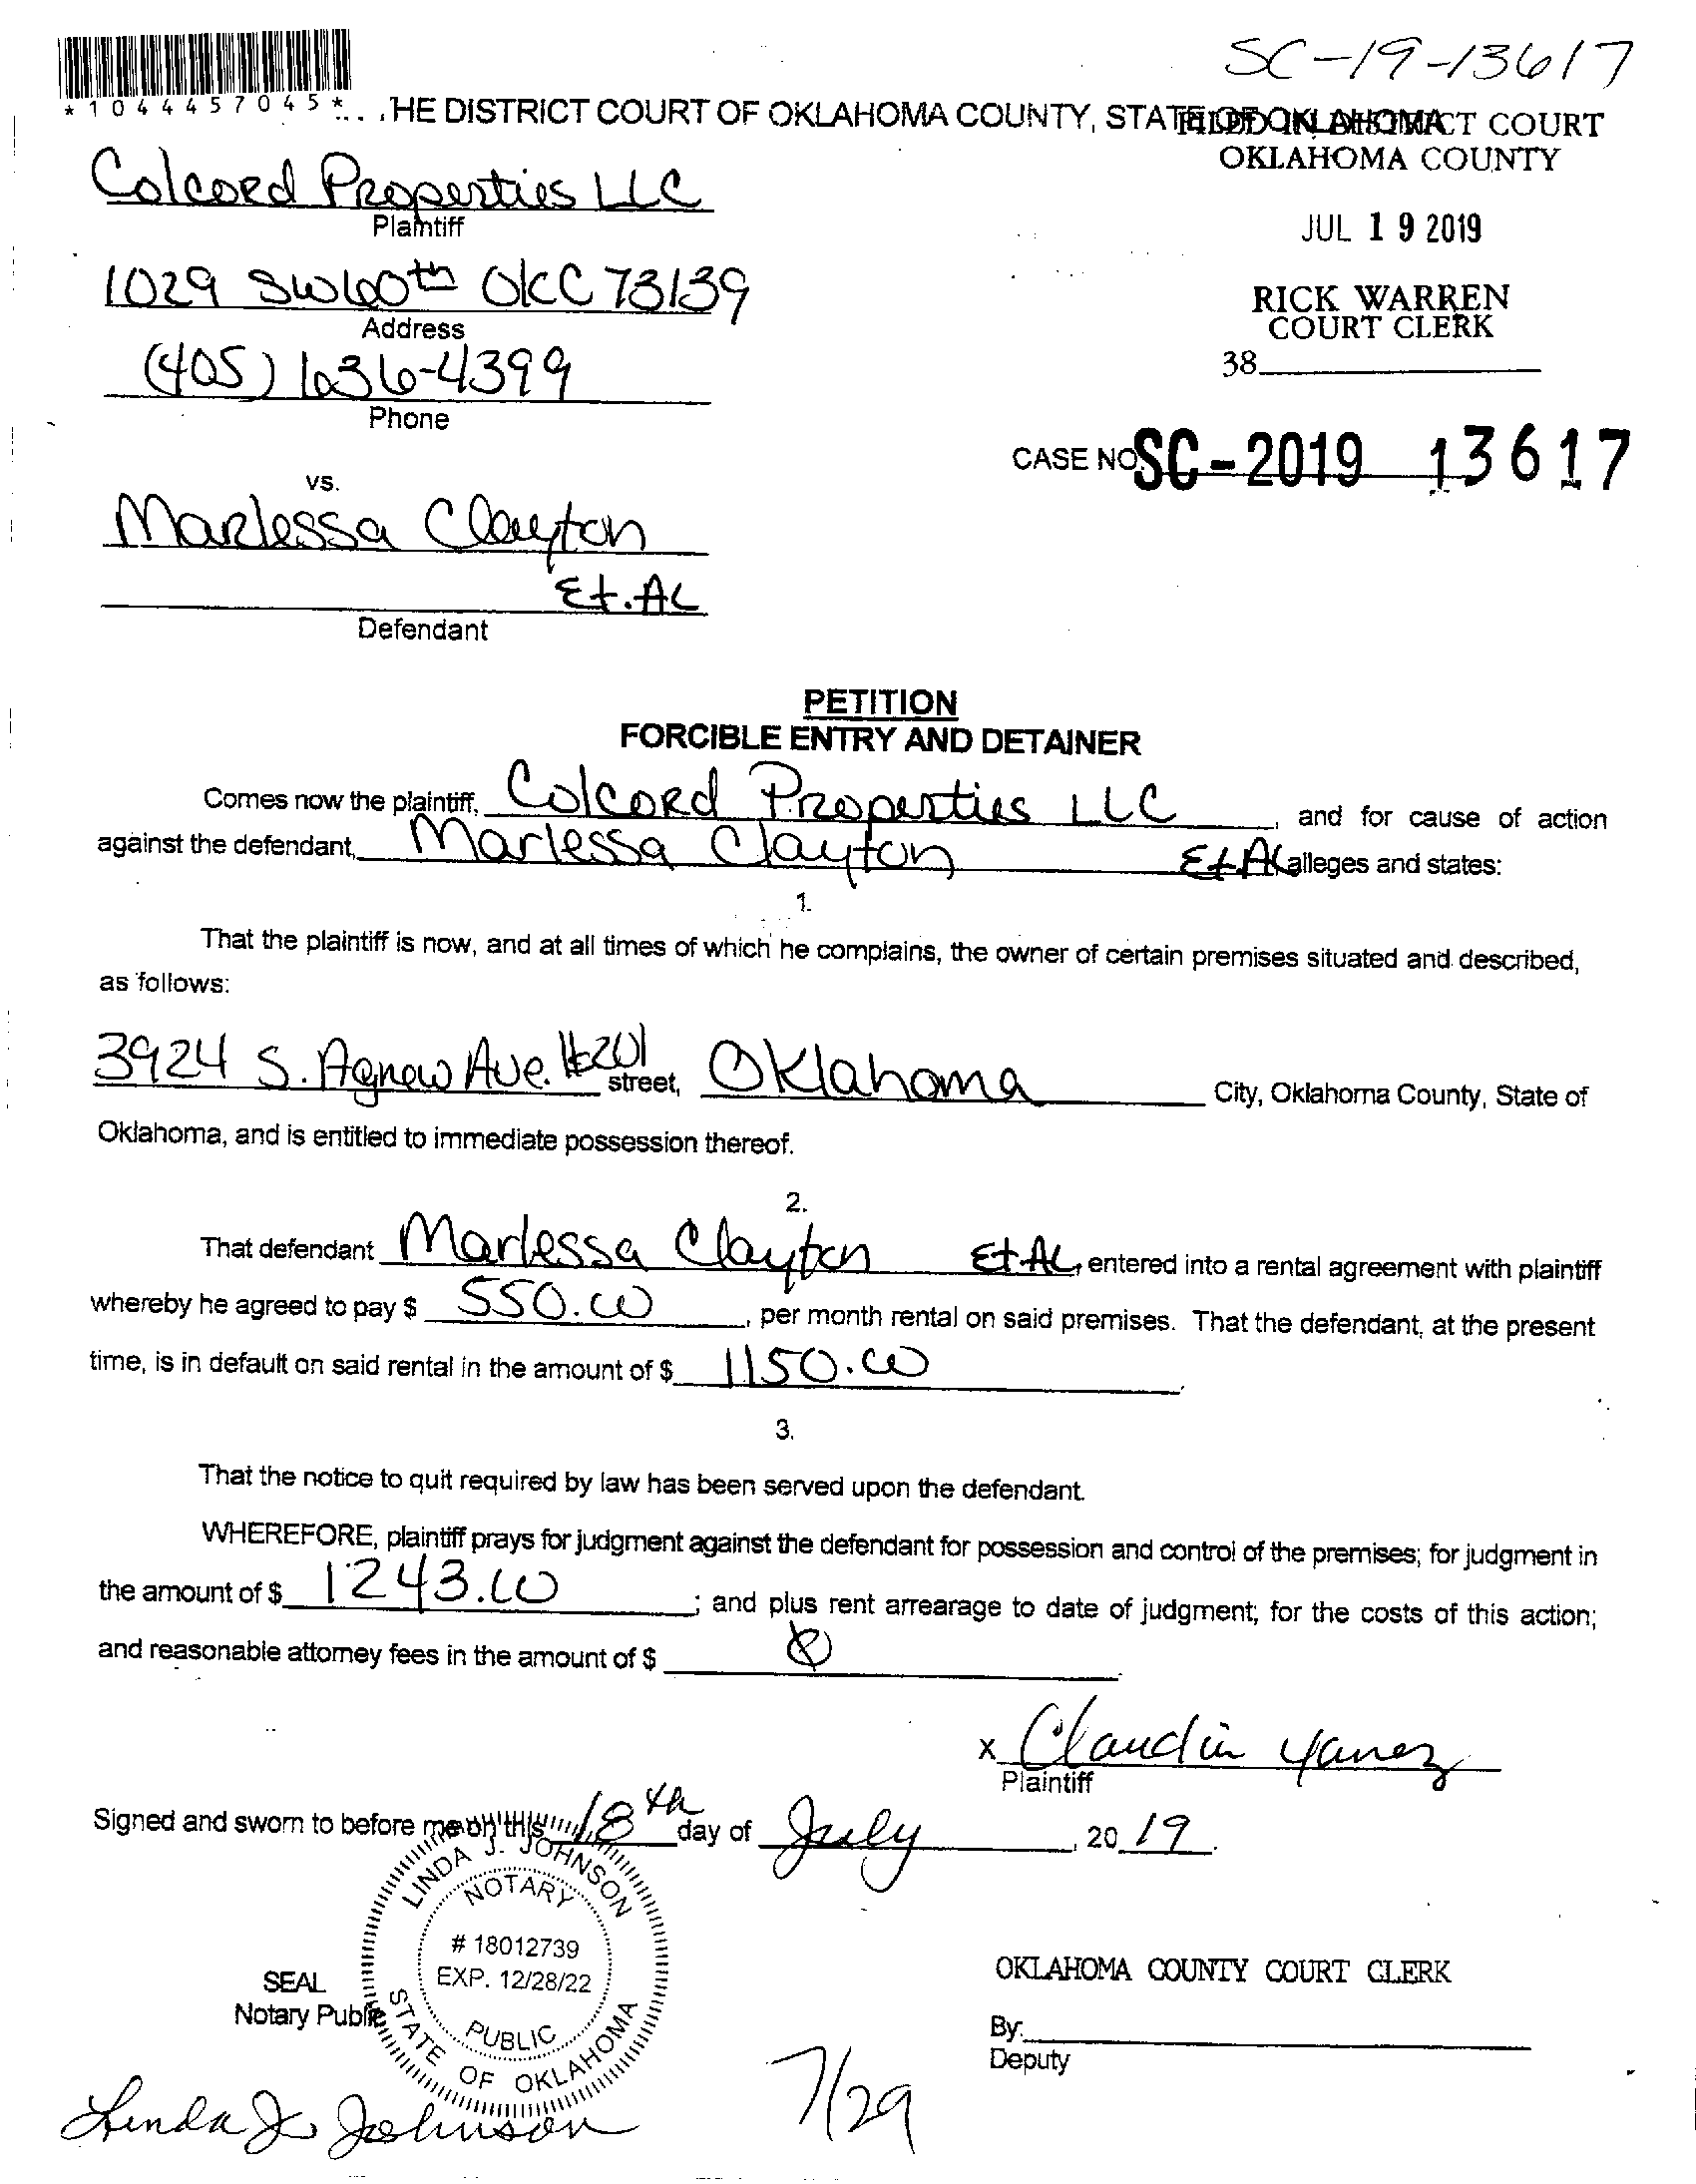 SC-19-13617
*1044457045*
HE DISTRICT COURT OF OKLAHOMA COUNTY, STATE OF OKLAHOMA
FILED IN DISTRICT COURT
OKLAHOMA COUNTY
JUL 19 2019
RICK WARREN
COURT CLERK
38
Colcord Properties LLC
Plaintiff
1029 SW 60th OKC 73139
Address
(405) 636-4399
Phone
CASE NO. SC-2019 13617
vs.
Marlessa Clayton
Et. AL
Defendant
PETITION
FORCIBLE ENTRY AND DETAINER
Comes now the plaintiff, Colcord Properties LLC, and for cause of action
against the defendant, Marlessa Clayton Et. AL alleges and states:
1.
That the plaintiff is now, and at all times of which he complains, the owner of certain premises situated and described,
as follows:
3924 S. Agnew Ave. #201 street, Oklahoma City, Oklahoma County, State of
Oklahoma, and is entitled to immediate possession thereof.
2.
That defendant Marlessa Clayton Et. AL, entered into a rental agreement with plaintiff
whereby he agreed to pay $ 550.00, per month rental on said premises. That the defendant, at the present
time, is in default on said rental in the amount of $ 1150.00
3.
That the notice to quit required by law has been served upon the defendant.
WHEREFORE, plaintiff prays for judgment against the defendant for possession and control of the premises; for judgment in
the amount of $ 1243.00; and plus rent arrearage to date of judgment; for the costs of this action;
and reasonable attorney fees in the amount of $ 0
x Claudia Yanez
Plaintiff
Signed and sworn to before me on this 18th day of July, 2019.
LINDA J. JOHNSON
NOTARY
# 18012739
EXP. 12/28/22
PUBLIC
STATE OF OKLAHOMA
SEAL
Notary Public
OKLAHOMA COUNTY COURT CLERK
By:
Deputy
Linda J. Johnson
7/29